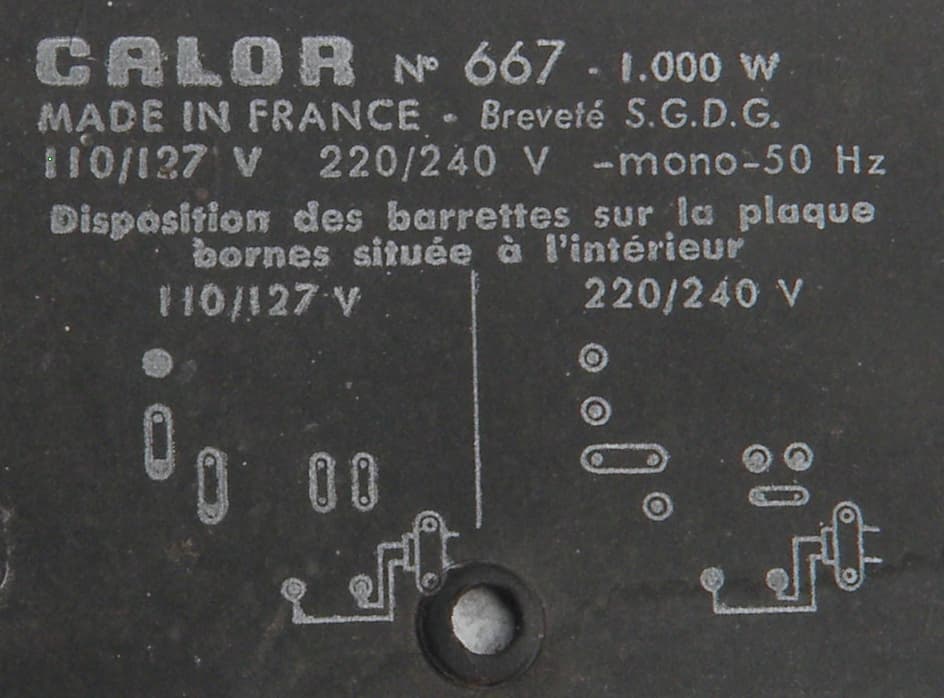 CALOR Nº 667 - 1.000 W
MADE IN FRANCE - Breveté S.G.D.G.
110/127 V 220/240 V -mono-50 Hz
Disposition des barrettes sur la plaque
bornes située à l'intérieur
110/127 V 220/240 V